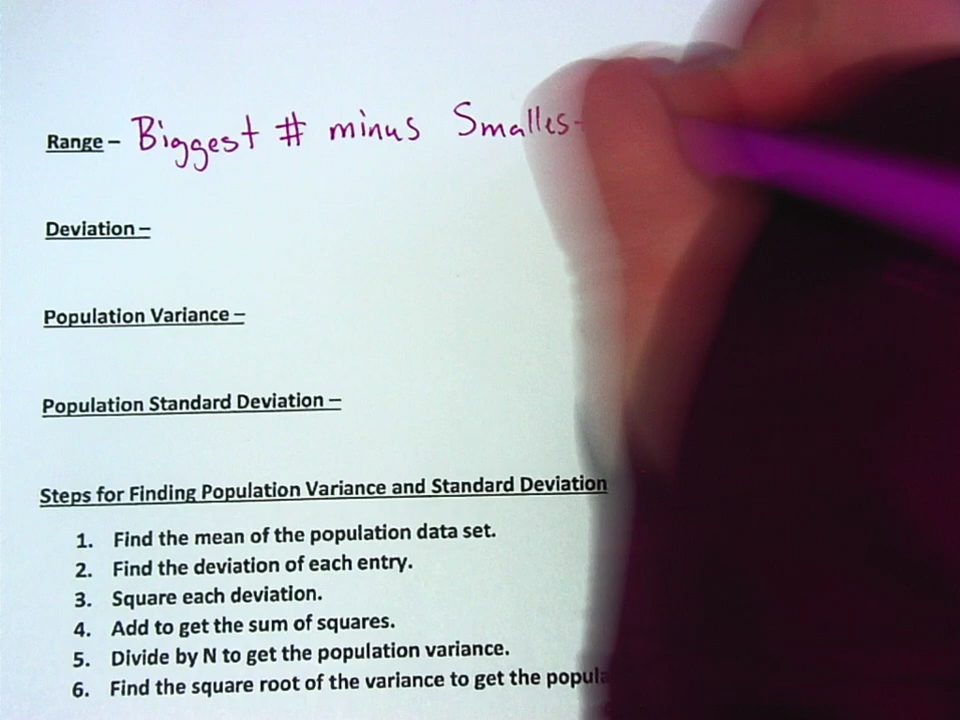 Range – Biggest # minus Smalles
Deviation –
Population Variance –
Population Standard Deviation –
Steps for Finding Population Variance and Standard Deviation
1. Find the mean of the population data set.
2. Find the deviation of each entry.
3. Square each deviation.
4. Add to get the sum of squares.
5. Divide by N to get the population variance.
6. Find the square root of the variance to get the popula